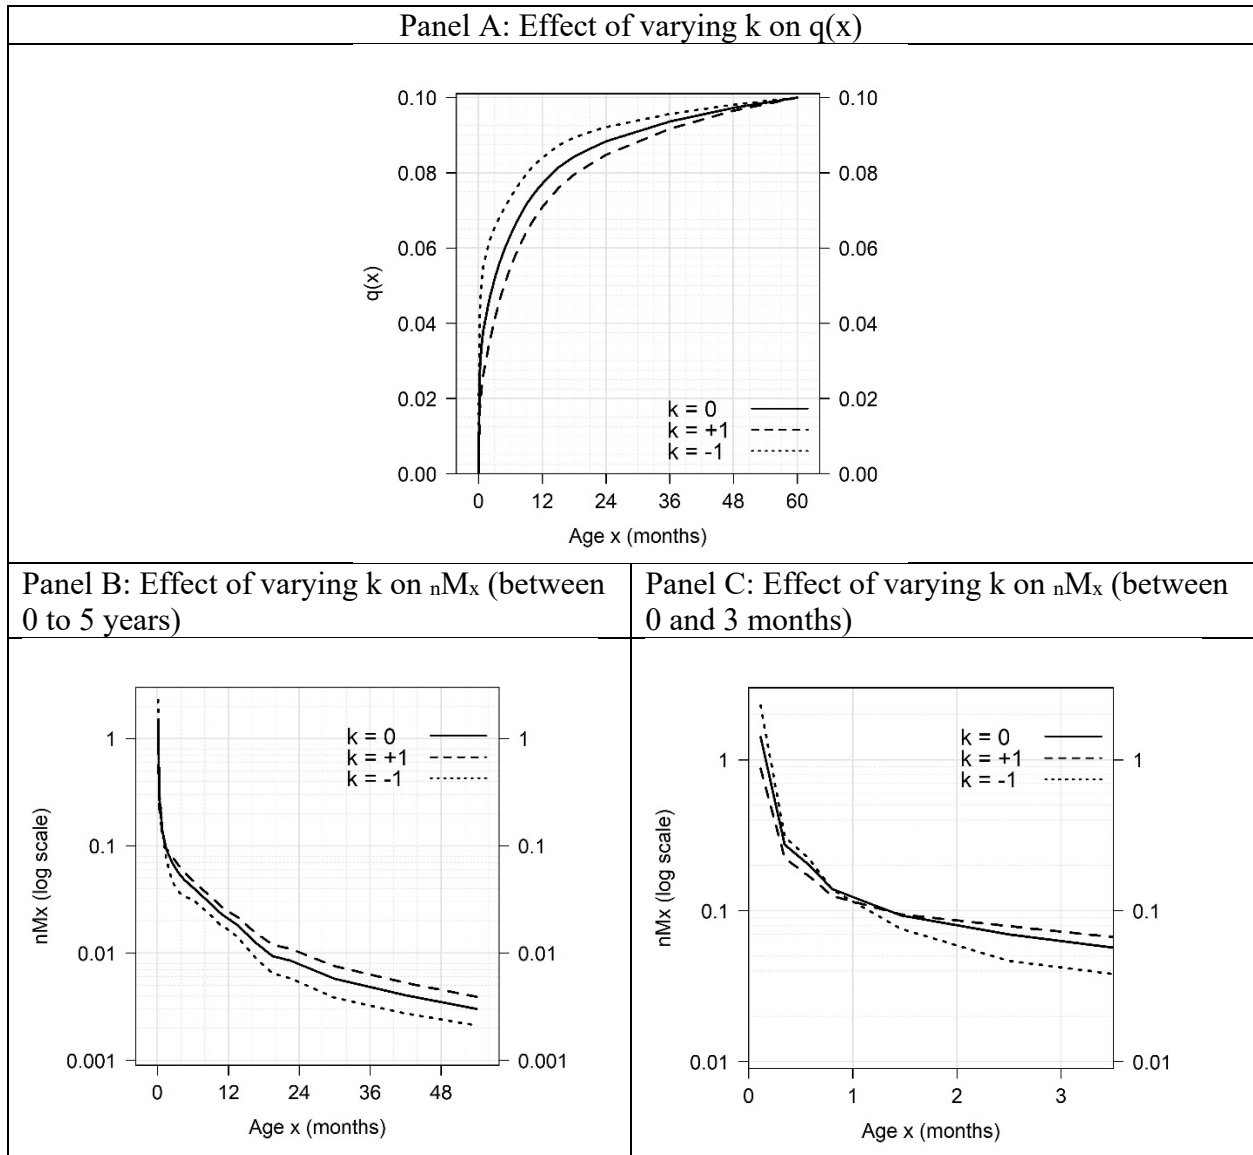 Panel A: Effect of varying k on q(x)
0.10
0.08
0.06
0.04
0.02
0.00
q(x)
0.10
0.08
0.06
0.04
0.02
0.00
k = 0
k = +1
k = -1
0 12 24 36 48 60
Age x (months)
Panel B: Effect of varying k on nMx (between
0 to 5 years)
1
0.1
0.01
0.001
nMx (log scale)
1
0.1
0.01
0.001
k = 0
k = +1
k = -1
0 12 24 36 48
Age x (months)
Panel C: Effect of varying k on nMx (between
0 and 3 months)
1
0.1
0.01
nMx (log scale)
1
0.1
0.01
k = 0
k = +1
k = -1
0 1 2 3
Age x (months)